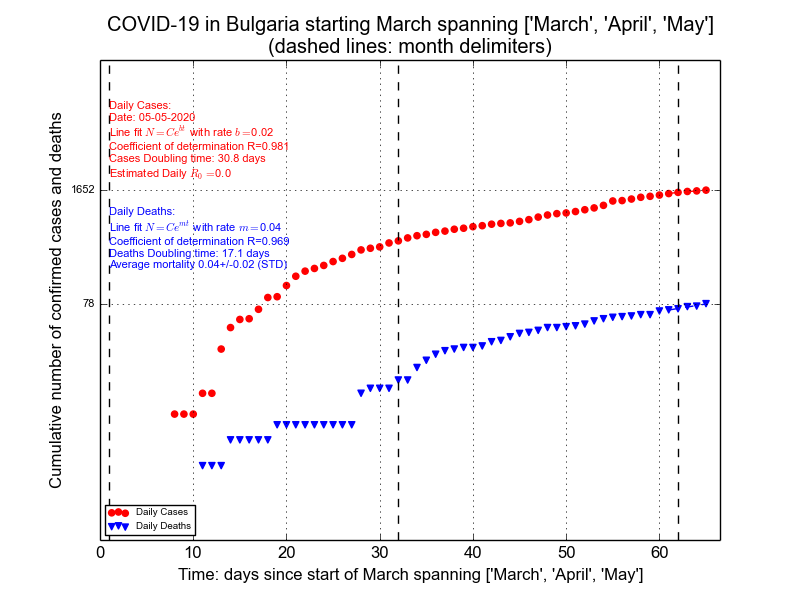 COVID-19 in Bulgaria starting March spanning ['March', 'April', 'May']
(dashed lines: month delimiters)
Cumulative number of confirmed cases and deaths
Daily Cases:
Date: 05-05-2020
Line fit N=Ce^{bt} with rate b=0.02
Coefficient of determination R=0.981
Cases Doubling time: 30.8 days
Estimated Daily R_0=0.0
1652
Daily Deaths:
Line fit N=Ce^{mt} with rate m=0.04
Coefficient of determination R=0.969
Deaths Doubling time: 17.1 days
Average mortality 0.04+/-0.02 (STD)
78
Daily Cases
Daily Deaths
0 10 20 30 40 50 60
Time: days since start of March spanning ['March', 'April', 'May']